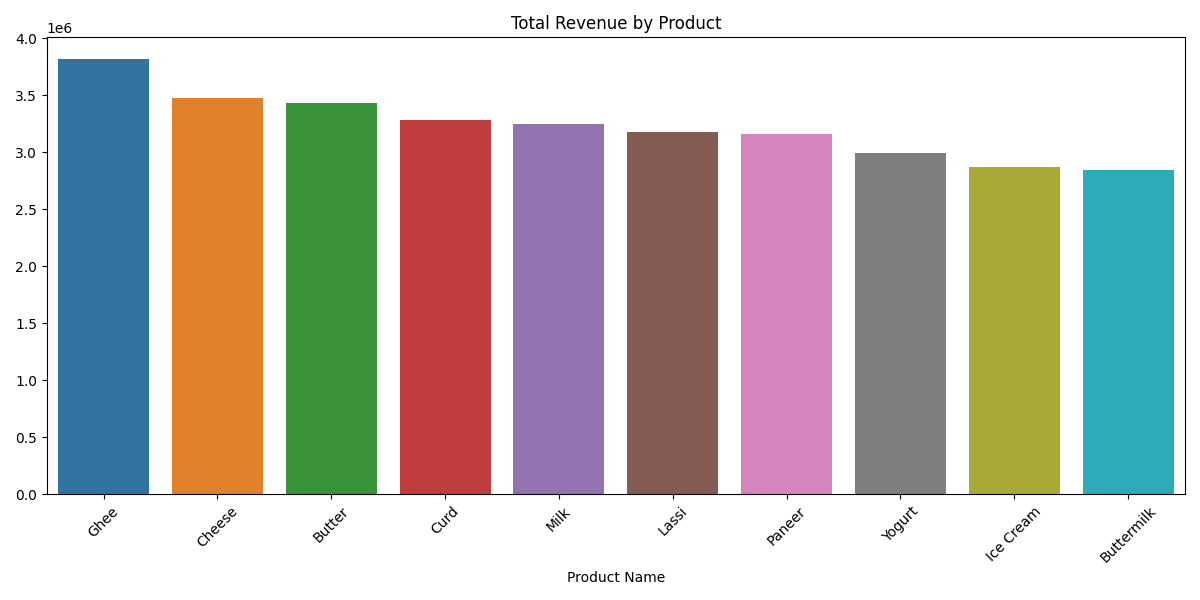 Total Revenue by Product
1e6
4.0
3.5
3.0
2.5
2.0
1.5
1.0
0.5
0.0
Ghee
Cheese
Butter
Curd
Milk
Lassi
Paneer
Yogurt
Ice Cream
Buttermilk
Product Name